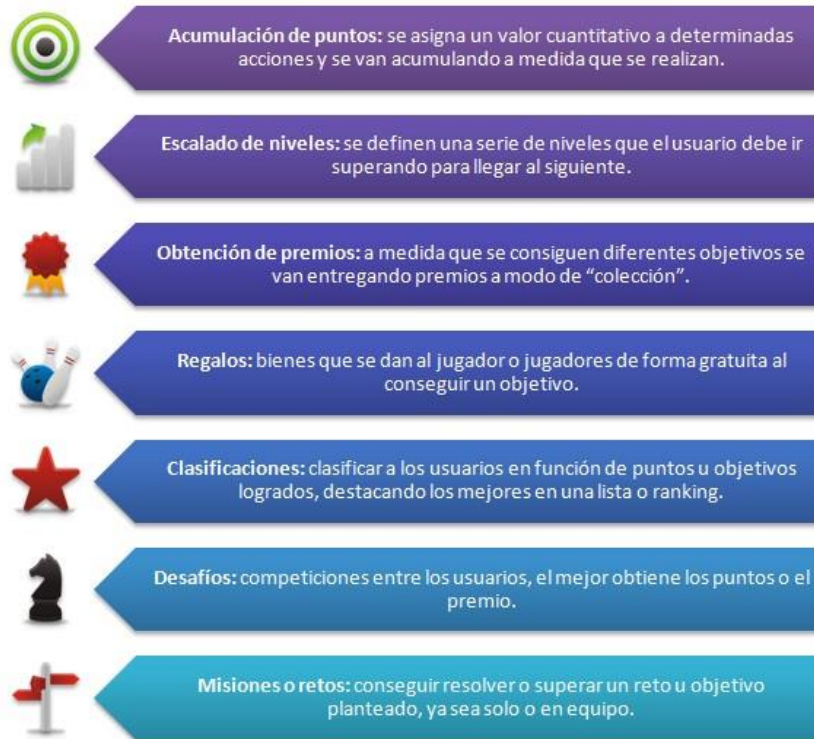 Acumulación de puntos: se asigna un valor cuantitativo a determinadas
acciones y se van acumulando a medida que se realizan.
Escalado de niveles: se definen una serie de niveles que el usuario debe ir
superando para llegar al siguiente.
Obtención de premios: a medida que se consiguen diferentes objetivos se
van entregando premios a modo de “colección”.
Regalos: bienes que se dan al jugador o jugadores de forma gratuita al
conseguir un objetivo.
Clasificaciones: clasificar a los usuarios en función de puntos u objetivos
logrados, destacando los mejores en una lista o ranking.
Desafíos: competiciones entre los usuarios, el mejor obtiene los puntos o el
premio.
Misiones o retos: conseguir resolver o superar un reto u objetivo
planteado, ya sea solo o en equipo.